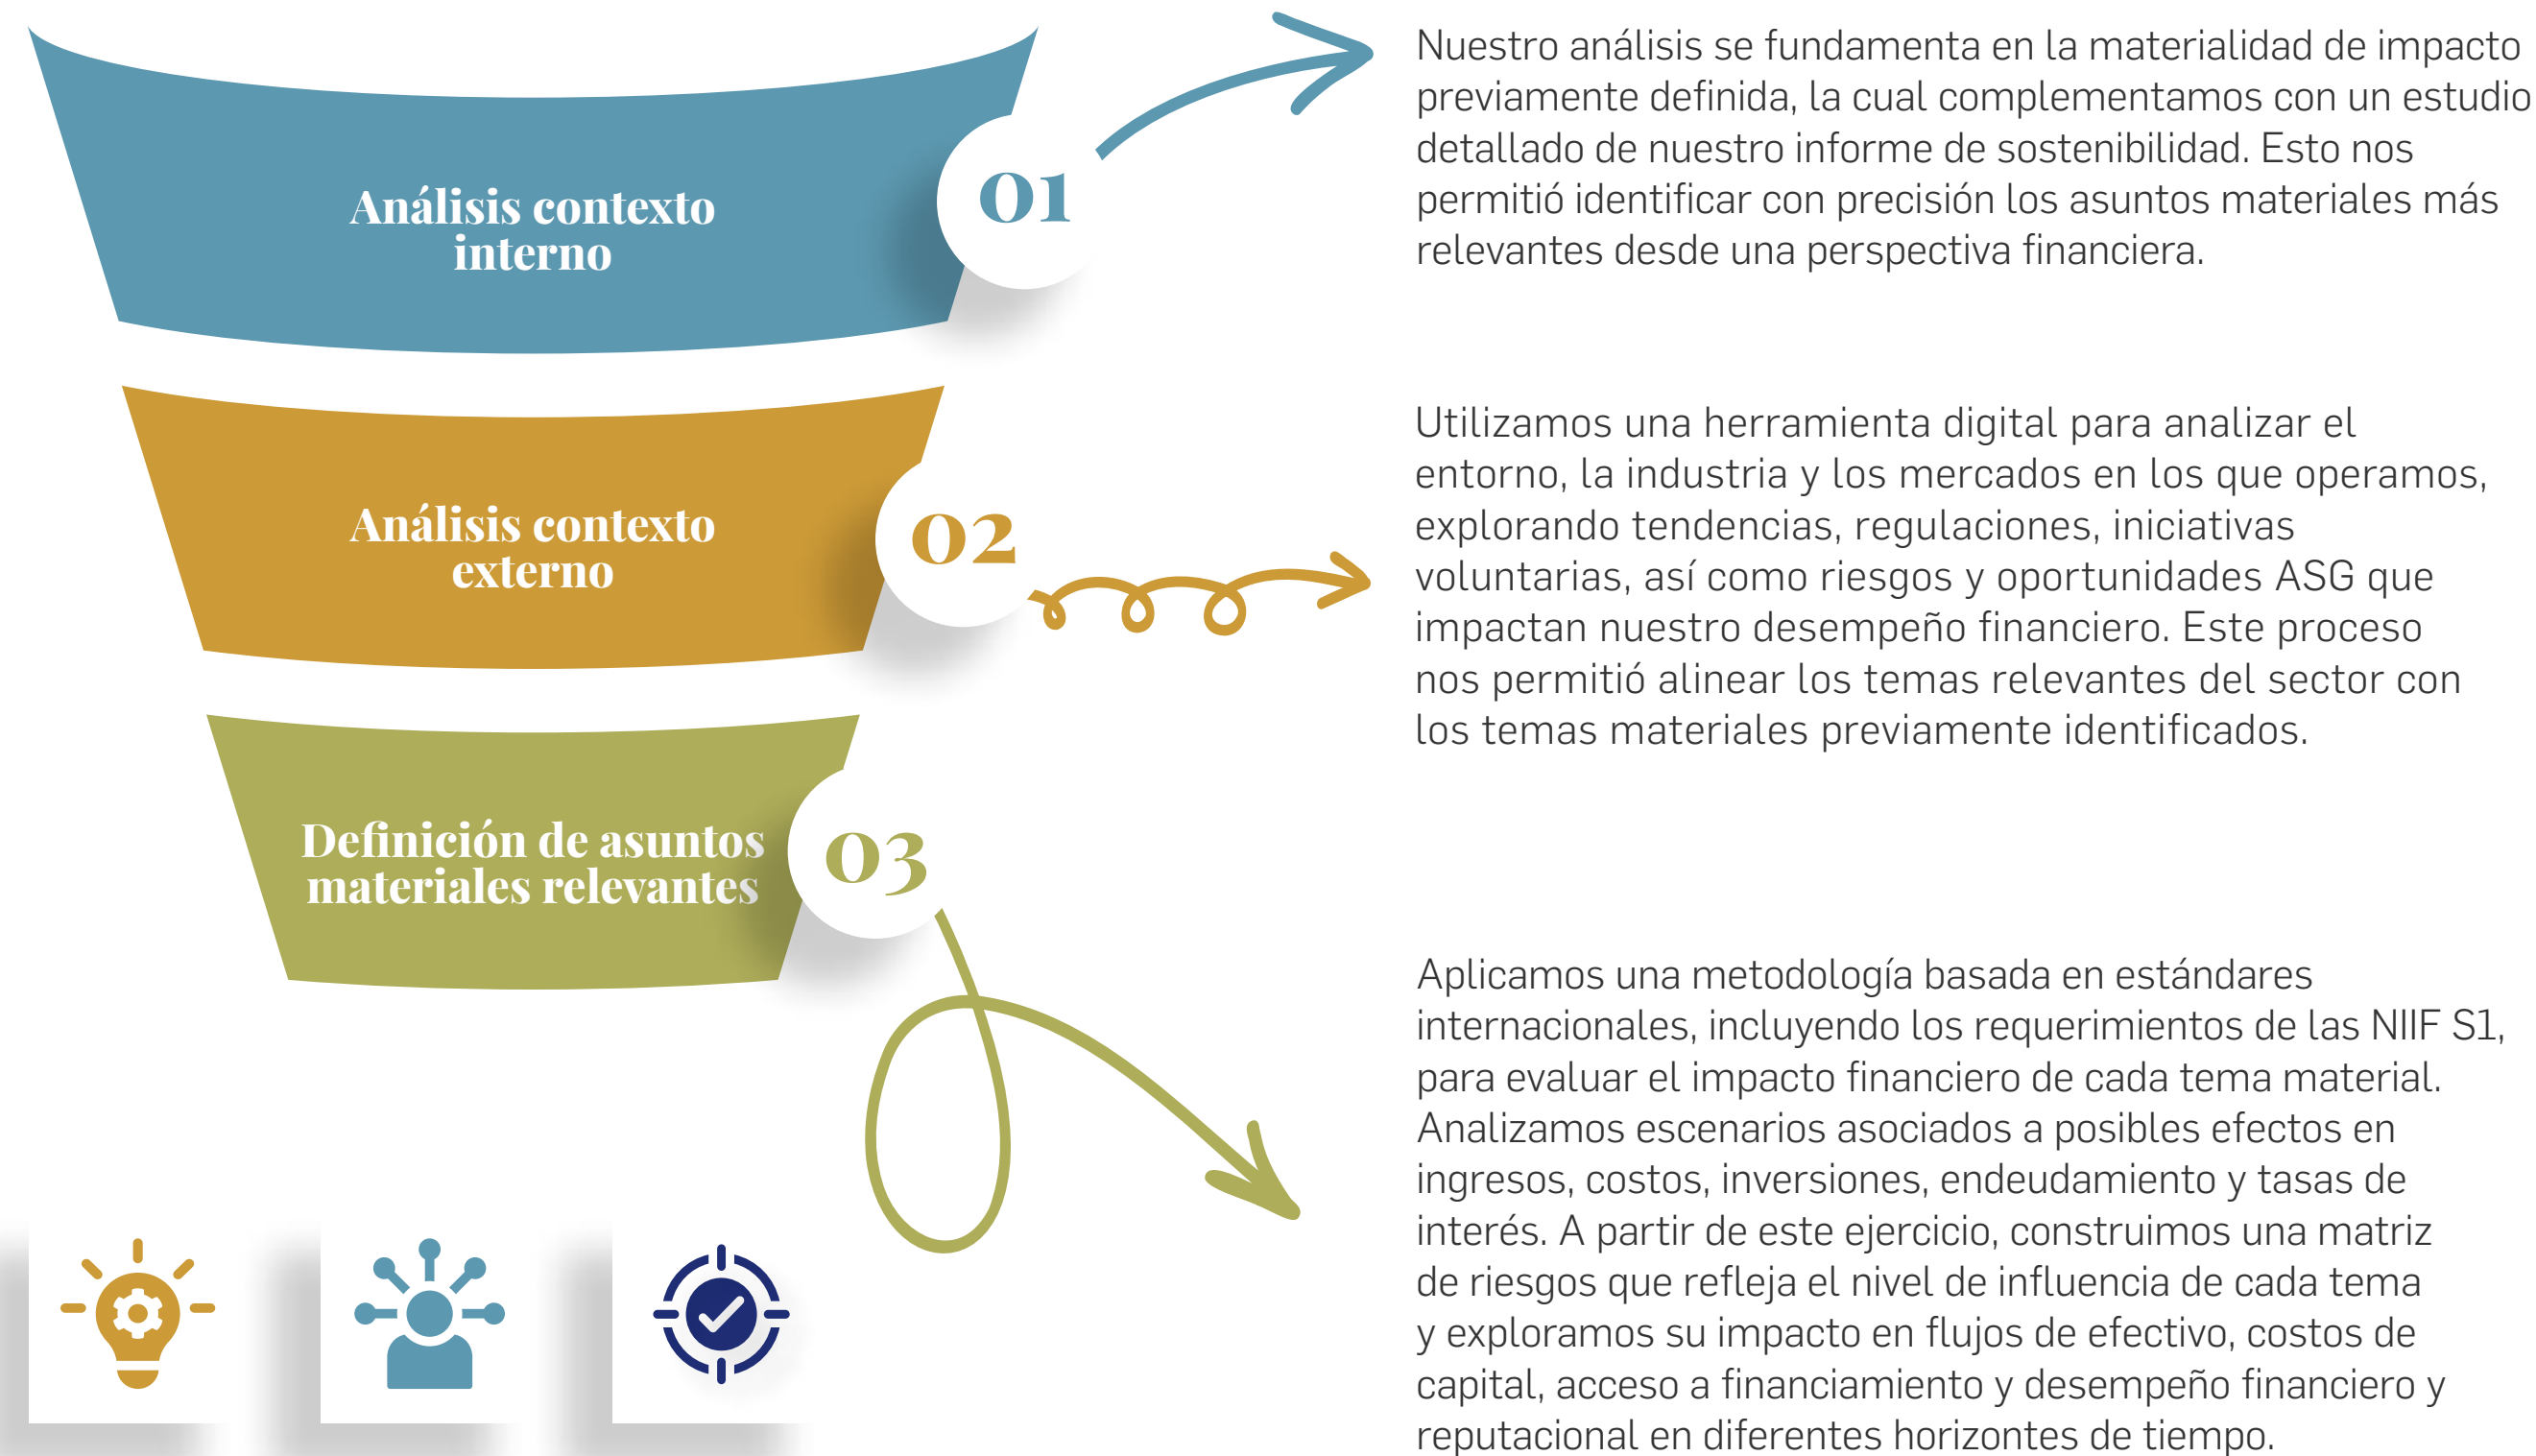 Análisis contexto
interno
01
Nuestro análisis se fundamenta en la materialidad de impacto
previamente definida, la cual complementamos con un estudio
detallado de nuestro informe de sostenibilidad. Esto nos
permitió identificar con precisión los asuntos materiales más
relevantes desde una perspectiva financiera.
Análisis contexto
externo
02
Utilizamos una herramienta digital para analizar el
entorno, la industria y los mercados en los que operamos,
explorando tendencias, regulaciones, iniciativas
voluntarias, así como riesgos y oportunidades ASG que
impactan nuestro desempeño financiero. Este proceso
nos permitió alinear los temas relevantes del sector con
los temas materiales previamente identificados.
Definición de asuntos
materiales relevantes
03
Aplicamos una metodología basada en estándares
internacionales, incluyendo los requerimientos de las NIIF S1,
para evaluar el impacto financiero de cada tema material.
Analizamos escenarios asociados a posibles efectos en
ingresos, costos, inversiones, endeudamiento y tasas de
interés. A partir de este ejercicio, construimos una matriz
de riesgos que refleja el nivel de influencia de cada tema
y exploramos su impacto en flujos de efectivo, costos de
capital, acceso a financiamiento y desempeño financiero y
reputacional en diferentes horizontes de tiempo.